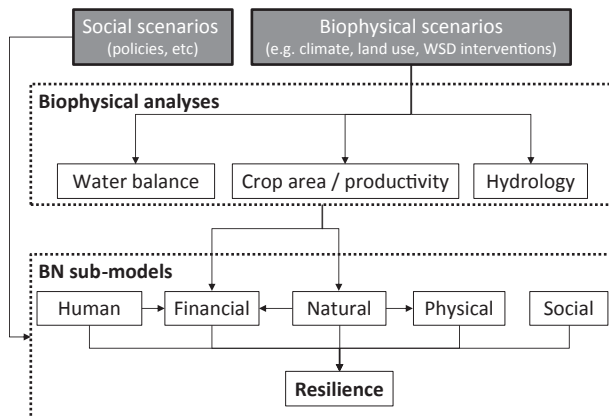 Social scenarios
(policies, etc)
Biophysical scenarios
(e.g. climate, land use, WSD interventions)
Biophysical analyses
Water balance
Crop area / productivity
Hydrology
BN sub-models
Human
Financial
Natural
Physical
Social
Resilience